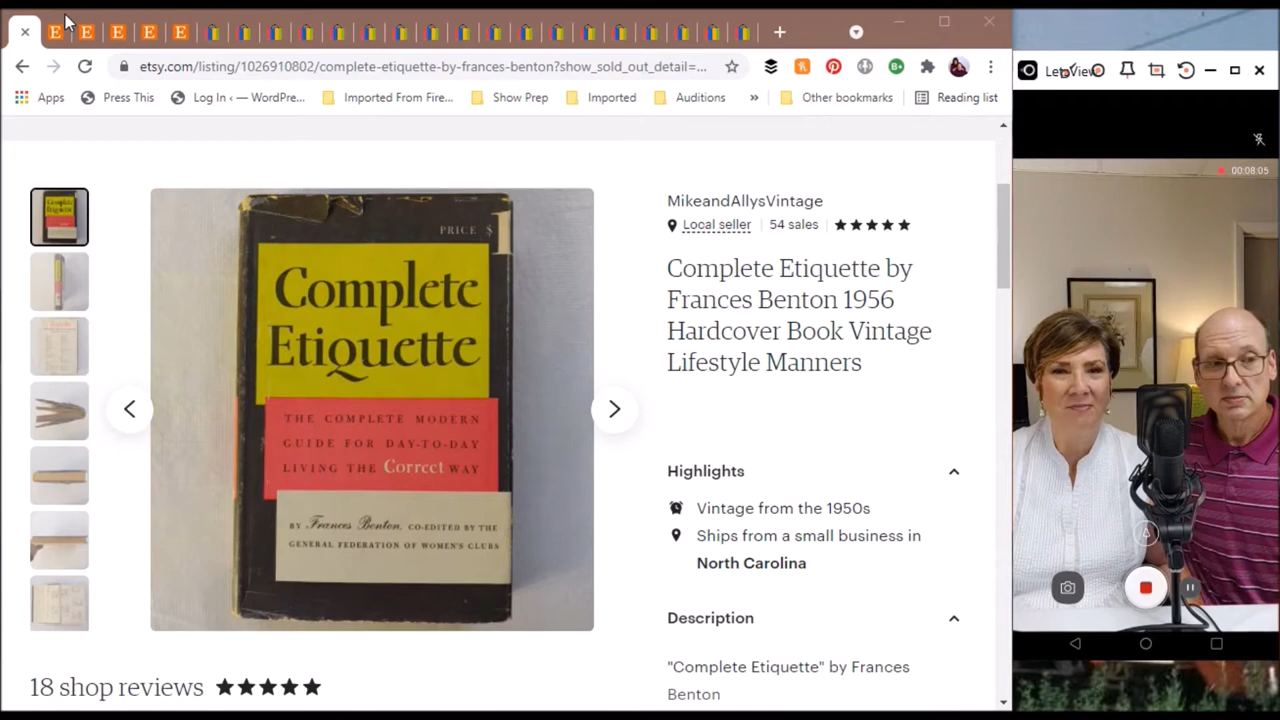 etsy.com/listing/1026910802/complete-etiquette-by-frances-benton?show_sold_out_detail=...
Apps
Press This
Log In ‹ — WordPre...
Imported From Fire...
Show Prep
Imported
Auditions
»
Other bookmarks
Reading list
PRICE $
Complete
Etiquette
THE COMPLETE MODERN
GUIDE FOR DAY-TO-DAY
LIVING THE Correct WAY
BY Frances Benton, CO-EDITED BY THE
GENERAL FEDERATION OF WOMEN'S CLUBS
18 shop reviews
MikeandAllysVintage
Local seller
54 sales
Complete Etiquette by
Frances Benton 1956
Hardcover Book Vintage
Lifestyle Manners
Highlights
Vintage from the 1950s
Ships from a small business in
North Carolina
Description
"Complete Etiquette" by Frances
Benton
00:08:05